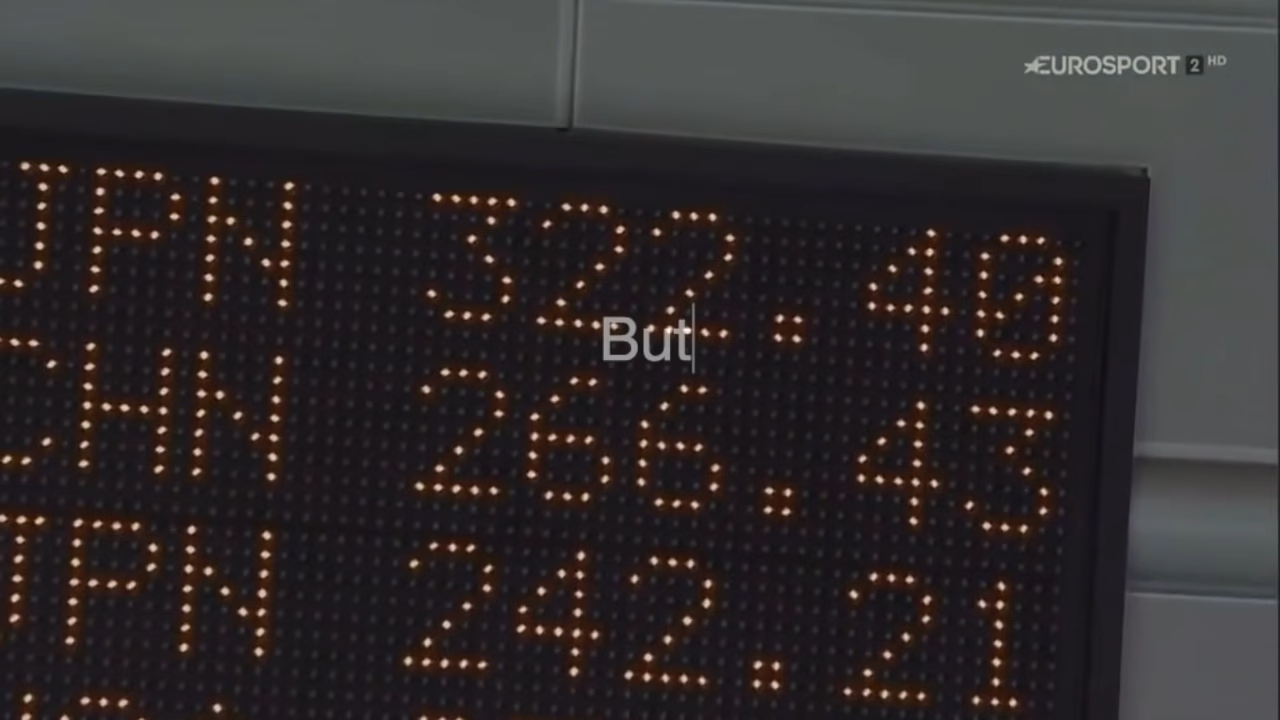 EUROSPORT 2 HD
JPN 322.40
But
CHN 266.43
JPN 242.21